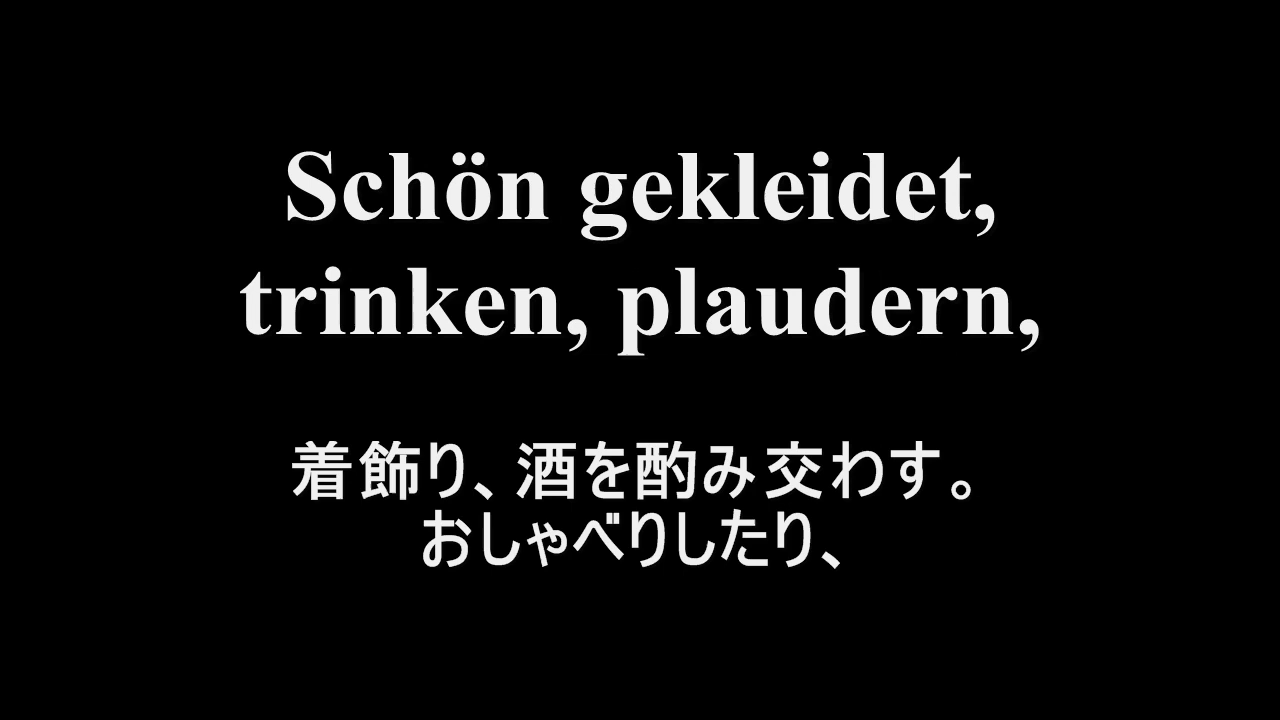 Schön gekleidet,
trinken, plaudern,
着飾り、酒を酌み交わす。
おしゃべりしたり、